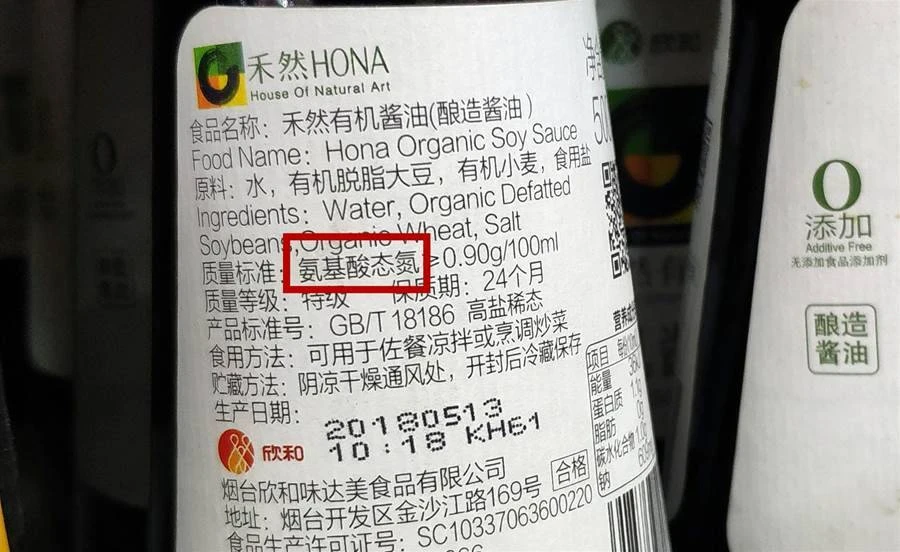 禾然HONA
House Of Natural Art
食品名称：禾然有机酱油(酿造酱油)
Food Name：Hona Organic Soy Sauce
原料：水，有机脱脂大豆，有机小麦，食用盐
Ingredients：Water, Organic Defatted
Soybeans,Organic Wheat, Salt
质量标准：氨基酸态氮≥0.90g/100ml
质量等级：特级 保质期：24个月
产品标准号：GB/T 18186 高盐稀态
食用方法：可用于佐餐凉拌或烹调炒菜
贮藏方法：阴凉干燥通风处，开封后冷藏保存
生产日期：
20180513
10:18 KH61
欣和
合格
烟台欣和味达美食品有限公司
地址：烟台开发区金沙江路169号
食品生产许可证号：SC10337063600220
净含
500
项目
能量
蛋白质 1.1g
脂肪 0g
碳水化合物
钠
欣和
0
添加
Additive Free
无添加食品添加剂
酿造
酱油